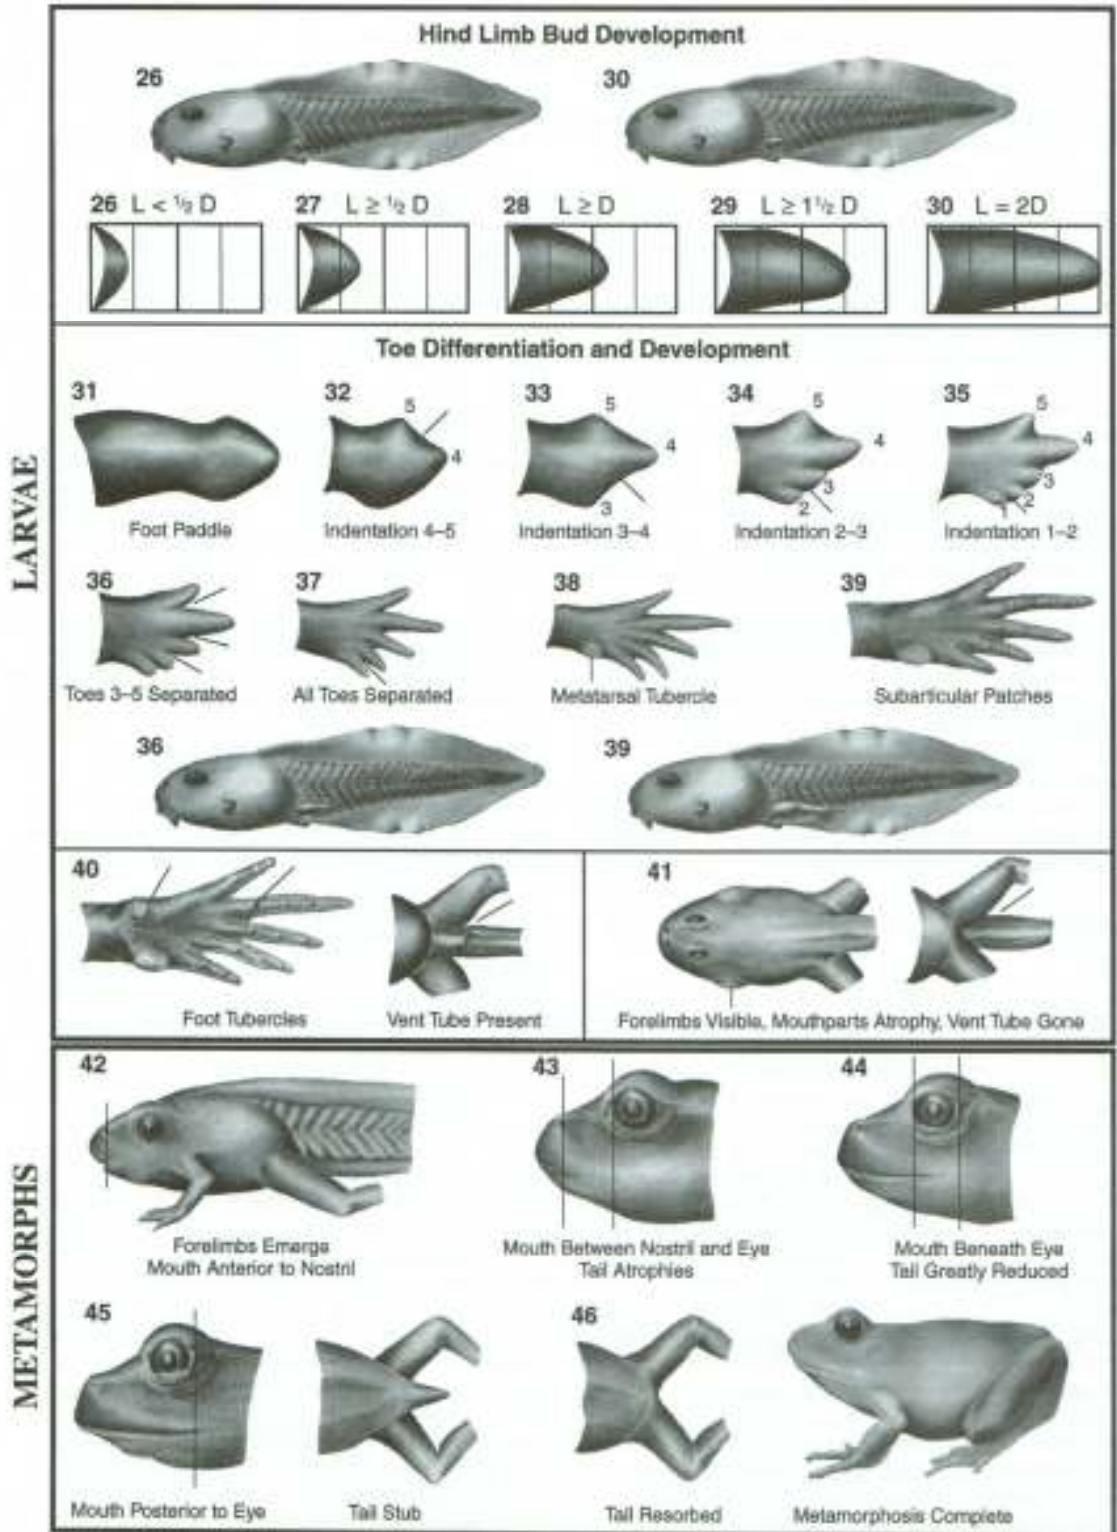 Hind Limb Bud Development
26
30
26 L < ½ D
27 L ≥ ½ D
28 L ≥ D
29 L ≥ 1½ D
30 L = 2D
Toe Differentiation and Development
31
32
33
34
35
5
4
5
4
3
5
4
3
2
5
4
3
2
1
Foot Paddle
Indentation 4–5
Indentation 3–4
Indentation 2–3
Indentation 1–2
LARVAE
36
37
38
39
Toes 3–5 Separated
All Toes Separated
Metatarsal Tubercle
Subarticular Patches
36
39
40
41
Foot Tubercles
Vent Tube Present
Forelimbs Visible, Mouthparts Atrophy, Vent Tube Gone
METAMORPHS
42
43
44
Forelimbs Emerge
Mouth Anterior to Nostril
Mouth Between Nostril and Eye
Tail Atrophies
Mouth Beneath Eye
Tail Greatly Reduced
45
46
Mouth Posterior to Eye
Tail Stub
Tail Resorbed
Metamorphosis Complete